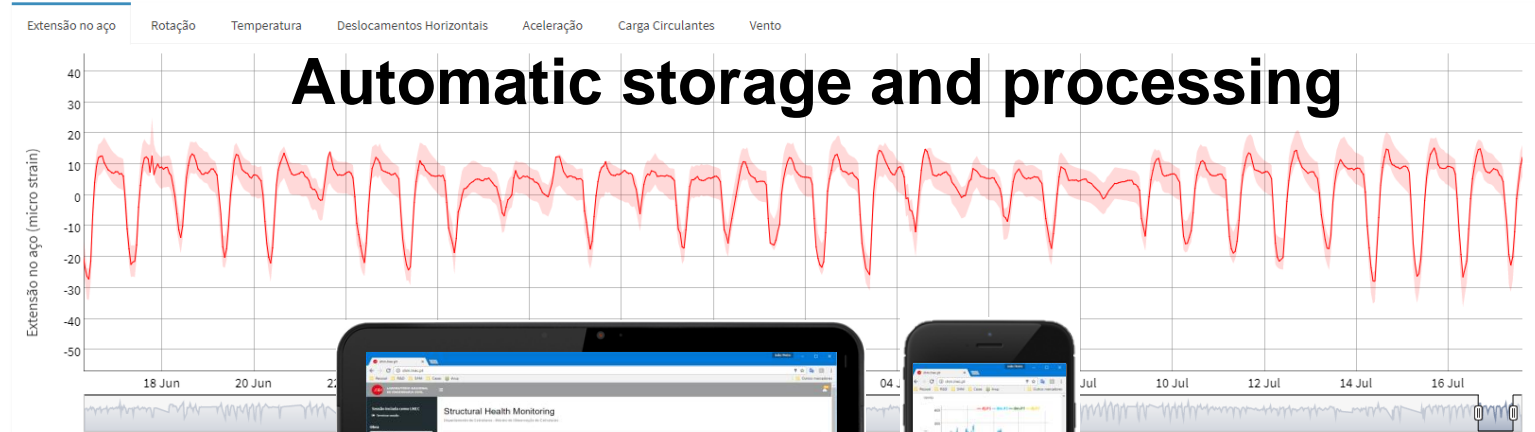 Extensão no aço Rotação Temperatura Deslocamentos Horizontais Aceleração Carga Circulantes Vento
Automatic storage and processing
Extensão no aço (micro strain)
40
30
20
10
0
-10
-20
-30
-40
-50
18 Jun 20 Jun 22 04 J Jul 10 Jul 12 Jul 14 Jul 16 Jul
Structural Health Monitoring